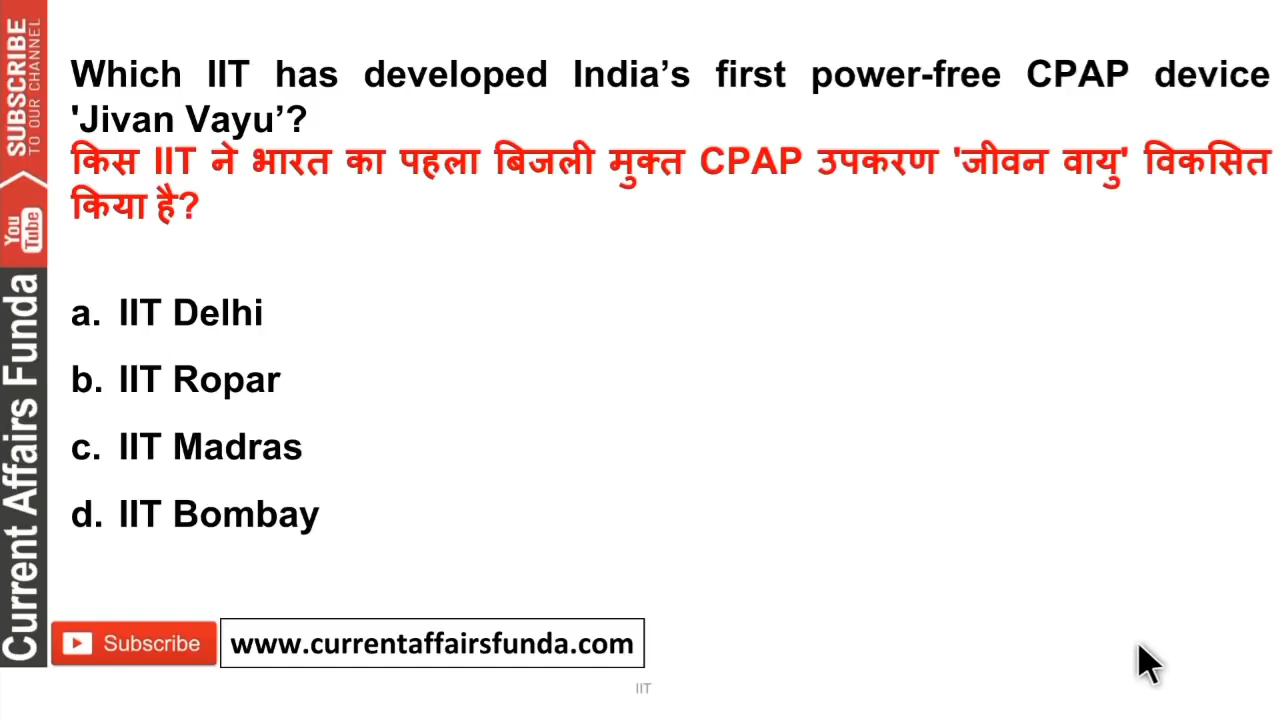 SUBSCRIBE
TO OUR CHANNEL
You
Tube
Current Affairs Funda
Which IIT has developed India’s first power-free CPAP device
'Jivan Vayu’?
किस IIT ने भारत का पहला बिजली मुक्त CPAP उपकरण 'जीवन वायु' विकसित
किया है?
a. IIT Delhi
b. IIT Ropar
c. IIT Madras
d. IIT Bombay
Subscribe
www.currentaffairsfunda.com
IIT